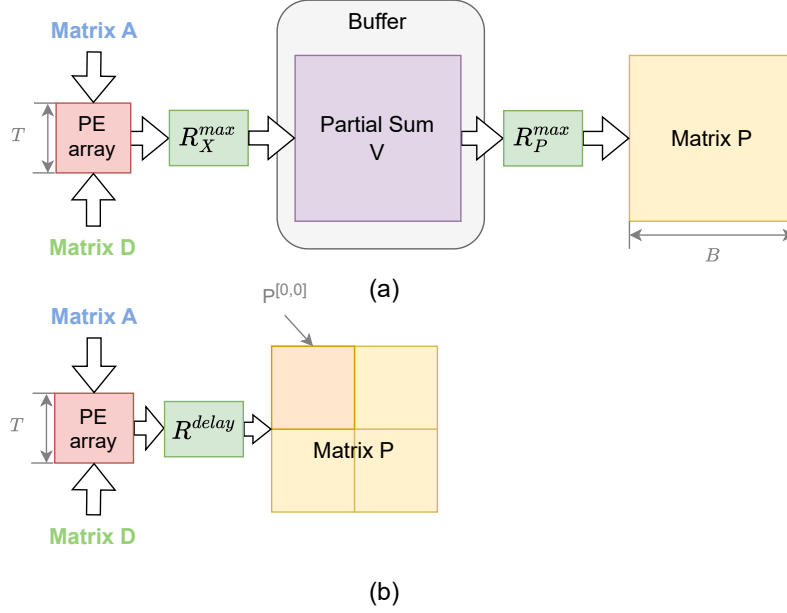 Matrix A
Buffer
T
PE
array
R_X^{max}
Partial Sum
V
R_P^{max}
Matrix P
Matrix D
B
(a)
P^{[0,0]}
Matrix A
T
PE
array
R^{delay}
Matrix P
Matrix D
(b)